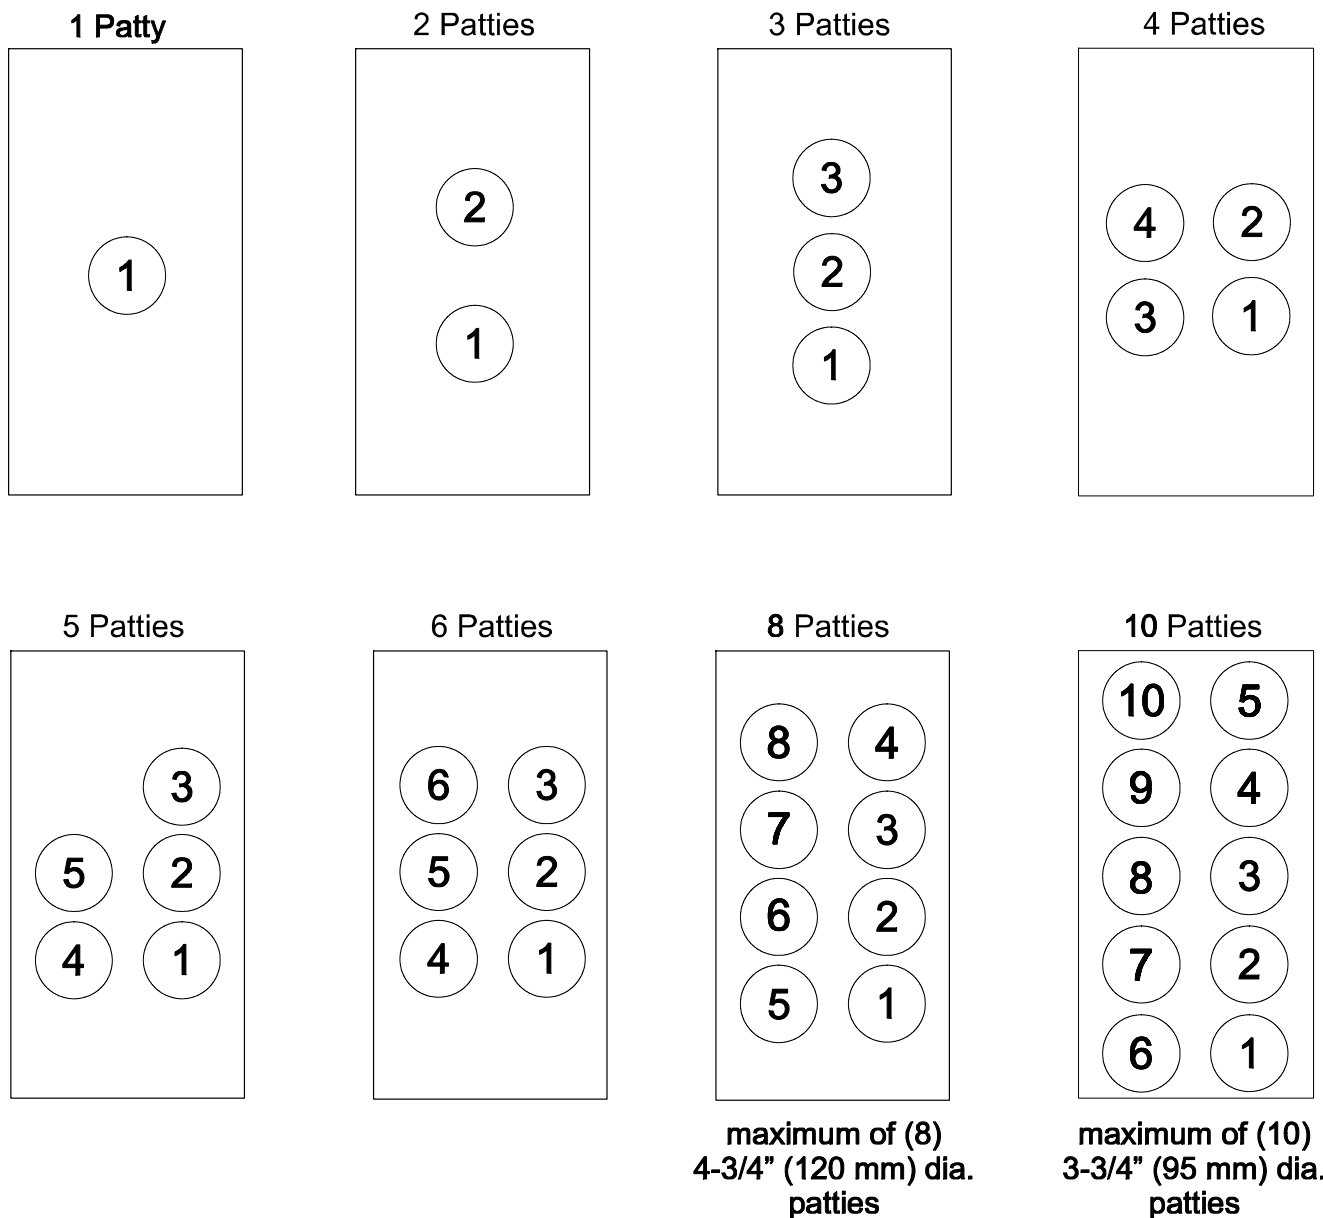 1 Patty
2 Patties
3 Patties
4 Patties
1
2
1
3
2
1
4 2
3 1
5 Patties
6 Patties
8 Patties
10 Patties
3
5 2
4 1
6 3
5 2
4 1
8 4
7 3
6 2
5 1
10 5
9 4
8 3
7 2
6 1
maximum of (8)
4-3/4” (120 mm) dia.
patties
maximum of (10)
3-3/4” (95 mm) dia.
patties